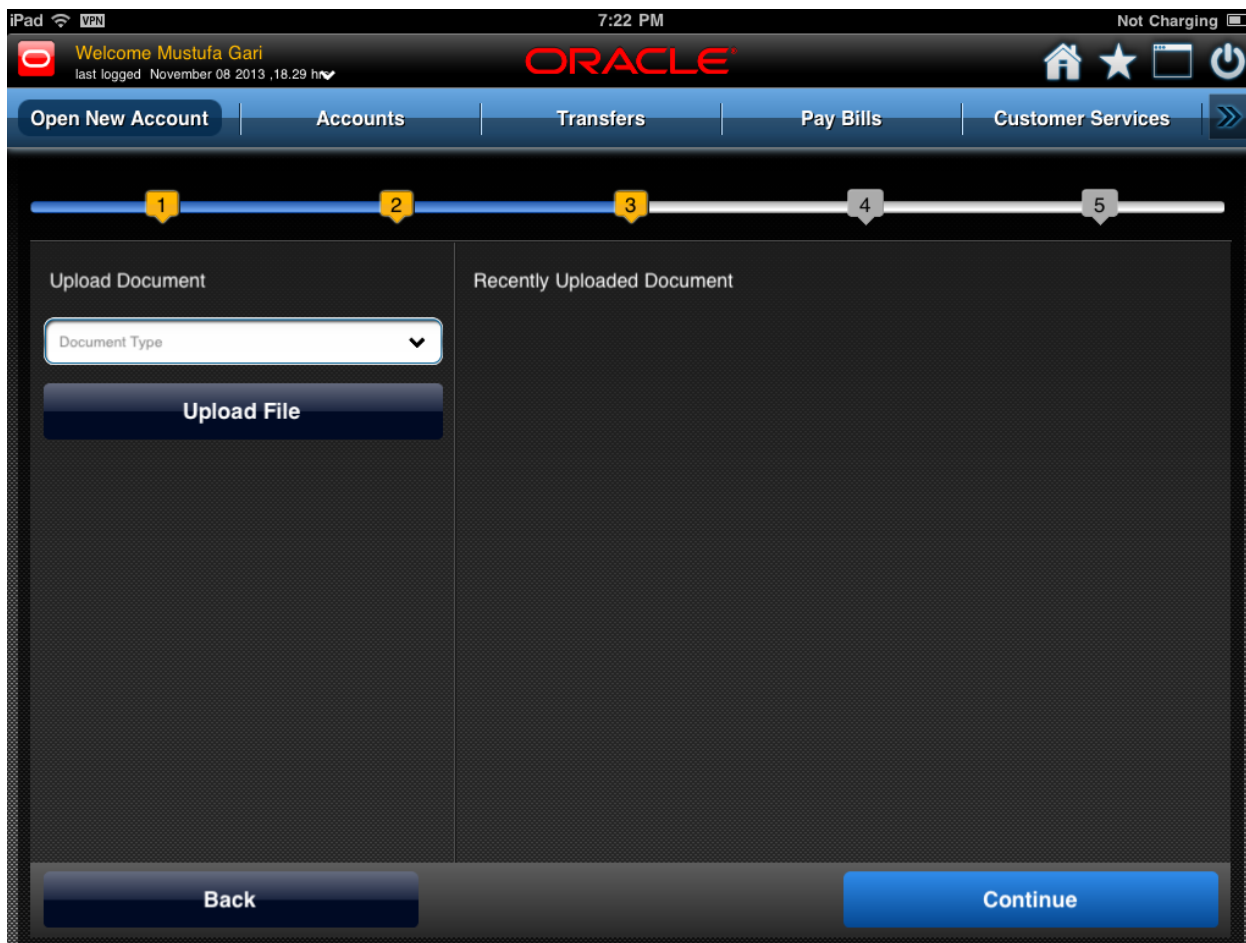 iPad VPN 7:22 PM Not Charging
Welcome Mustufa Gari
last logged November 08 2013 ,18.29 hr
ORACLE
Open New Account Accounts Transfers Pay Bills Customer Services
1 2 3 4 5
Upload Document Recently Uploaded Document
Document Type
Upload File
Back Continue